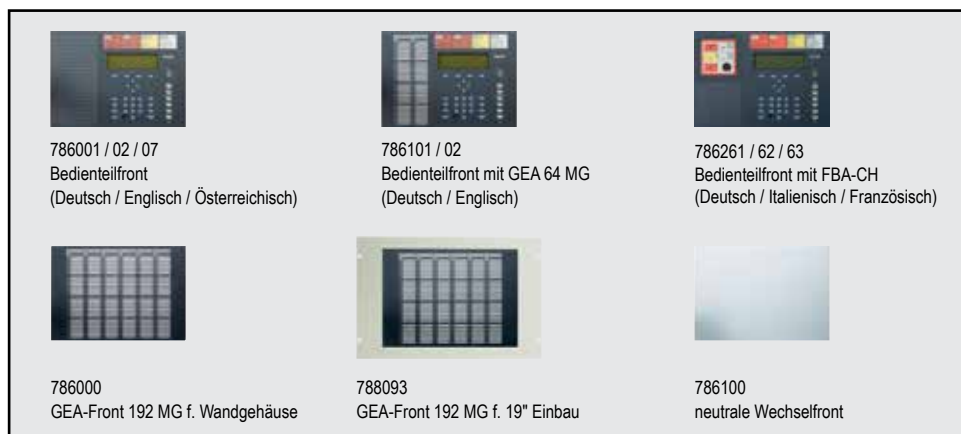 786001 / 02 / 07
Bedienteilfront
(Deutsch / Englisch / Österreichisch)
786101 / 02
Bedienteilfront mit GEA 64 MG
(Deutsch / Englisch)
786261 / 62 / 63
Bedienteilfront mit FBA-CH
(Deutsch / Italienisch / Französisch)
786000
GEA-Front 192 MG f. Wandgehäuse
788093
GEA-Front 192 MG f. 19" Einbau
786100
neutrale Wechselfront